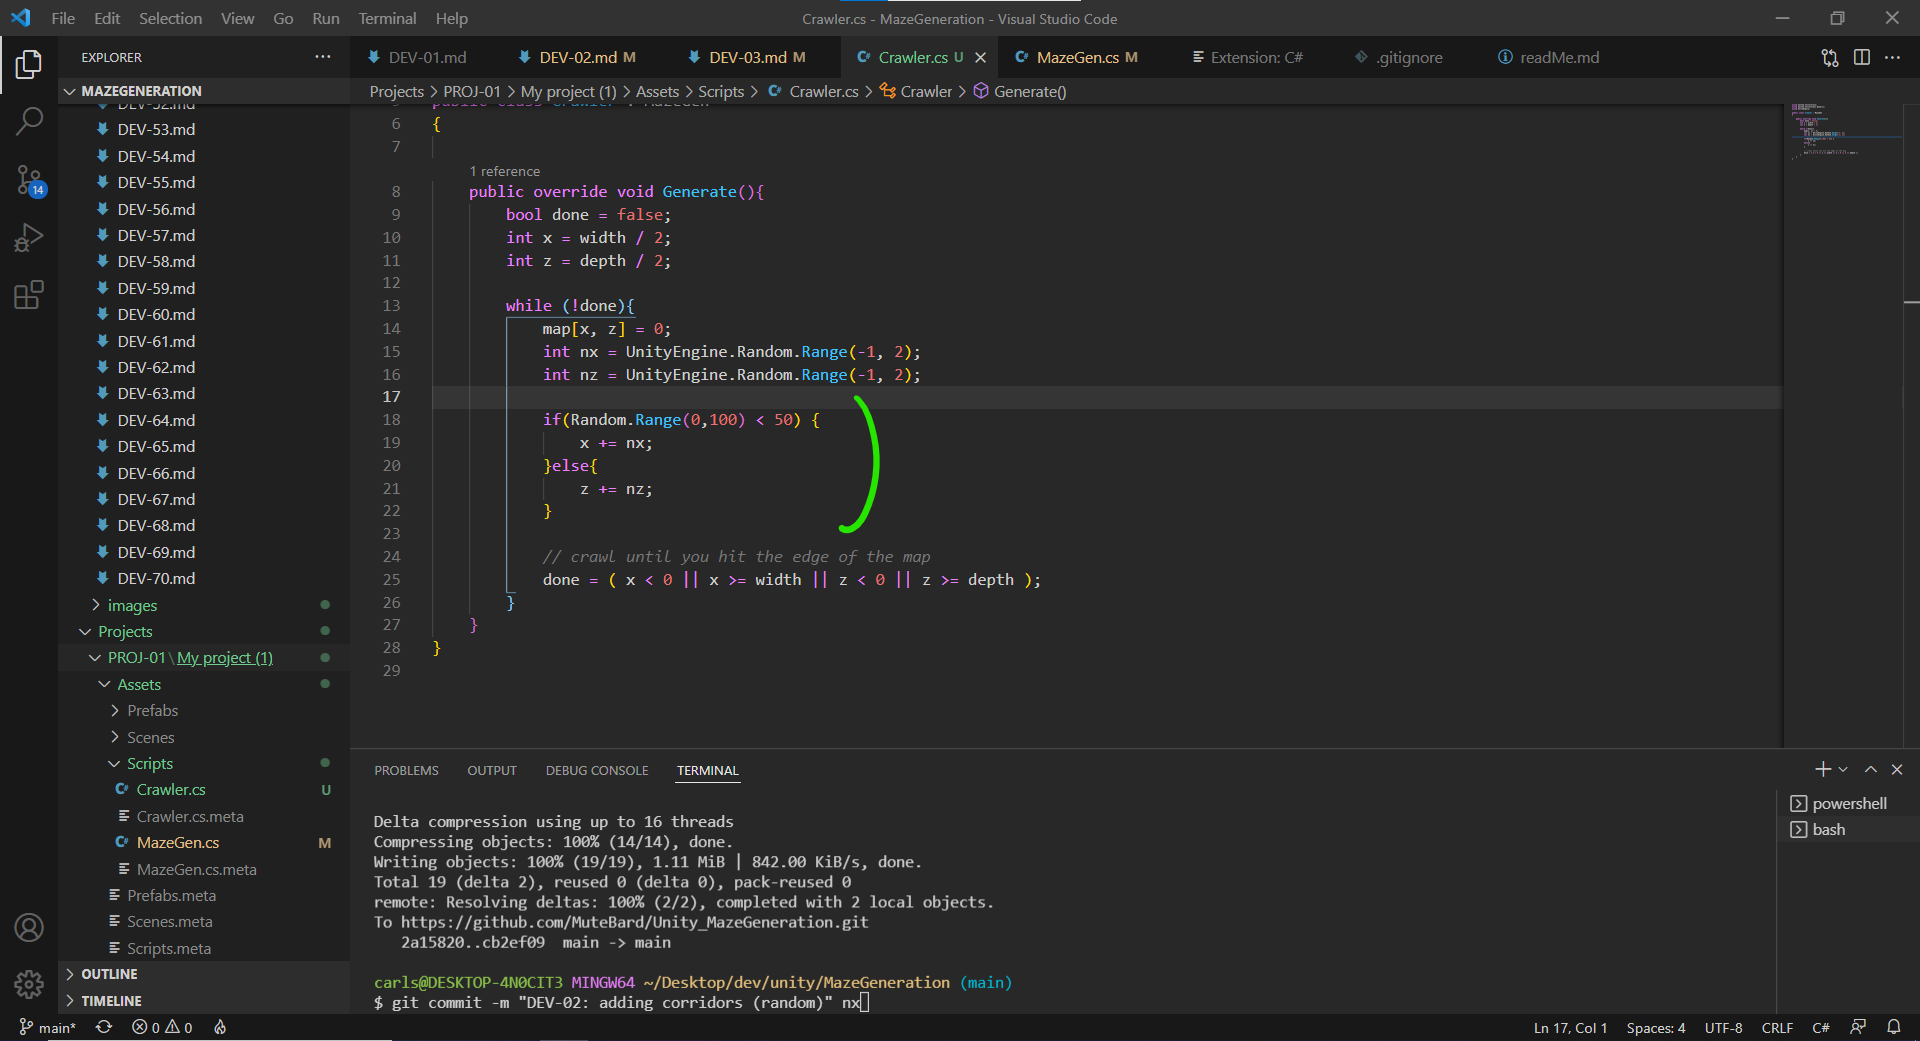 File Edit Selection View Go Run Terminal Help
Crawler.cs - MazeGeneration - Visual Studio Code
EXPLORER
DEV-01.md DEV-02.md M DEV-03.md M Crawler.cs U MazeGen.cs M Extension: C# .gitignore readMe.md
MAZEGENERATION
Projects > PROJ-01 > My project (1) > Assets > Scripts > Crawler.cs > Crawler > Generate()
DEV-52.md
DEV-53.md
DEV-54.md
DEV-55.md
DEV-56.md
DEV-57.md
DEV-58.md
DEV-59.md
DEV-60.md
DEV-61.md
DEV-62.md
DEV-63.md
DEV-64.md
DEV-65.md
DEV-66.md
DEV-67.md
DEV-68.md
DEV-69.md
DEV-70.md
images
Projects
PROJ-01\My project (1)
Assets
Prefabs
Scenes
Scripts
Crawler.cs U
Crawler.cs.meta
MazeGen.cs M
MazeGen.cs.meta
Prefabs.meta
Scenes.meta
Scripts.meta
OUTLINE
TIMELINE
14
5 public class Crawler : MazeGen
6 {
7
1 reference
8 public override void Generate(){
9 bool done = false;
10 int x = width / 2;
11 int z = depth / 2;
12
13 while (!done){
14 map[x, z] = 0;
15 int nx = UnityEngine.Random.Range(-1, 2);
16 int nz = UnityEngine.Random.Range(-1, 2);
17
18 if(Random.Range(0,100) < 50) {
19 x += nx;
20 }else{
21 z += nz;
22 }
23
24 // crawl until you hit the edge of the map
25 done = ( x < 0 || x >= width || z < 0 || z >= depth );
26 }
27 }
28 }
29
PROBLEMS OUTPUT DEBUG CONSOLE TERMINAL
powershell
bash
Delta compression using up to 16 threads
Compressing objects: 100% (14/14), done.
Writing objects: 100% (19/19), 1.11 MiB | 842.00 KiB/s, done.
Total 19 (delta 2), reused 0 (delta 0), pack-reused 0
remote: Resolving deltas: 100% (2/2), completed with 2 local objects.
To https://github.com/MuteBard/Unity_MazeGeneration.git
2a15820..cb2ef09 main -> main
carls@DESKTOP-4N0CIT3 MINGW64 ~/Desktop/dev/unity/MazeGeneration (main)
$ git commit -m "DEV-02: adding corridors (random)" nx
main* 0 0 Ln 17, Col 1 Spaces: 4 UTF-8 CRLF C#